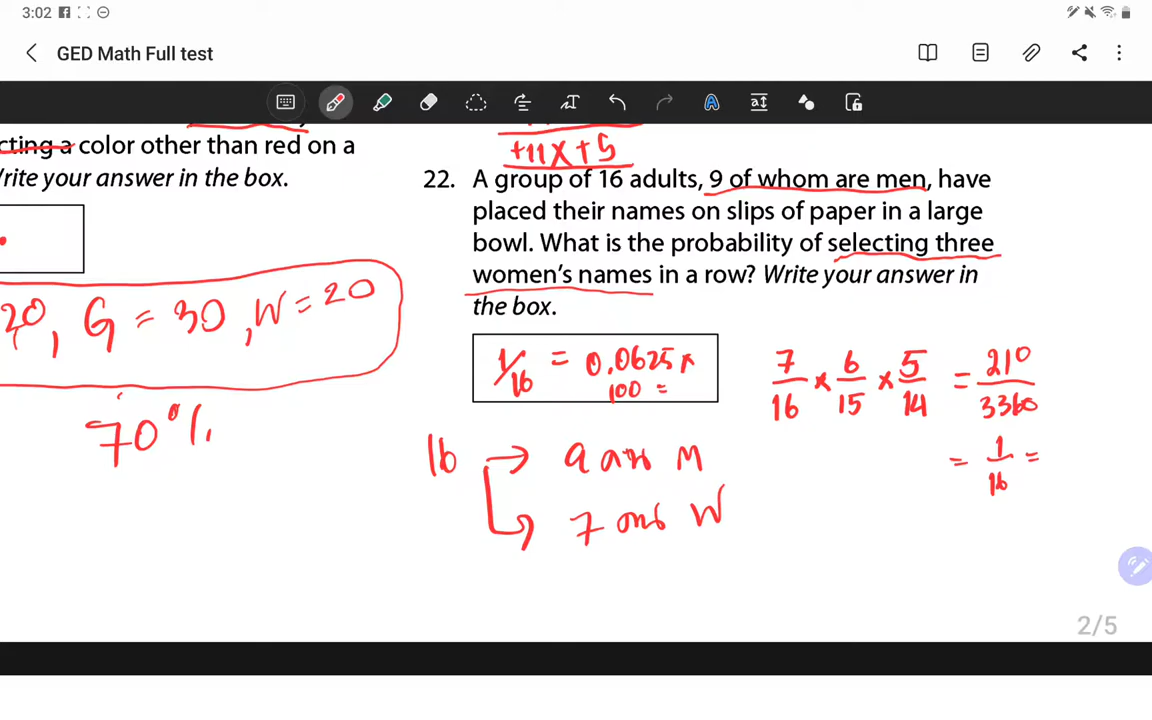 3:02
GED Math Full test
cting a color other than red on a
rite your answer in the box.
20, G = 30, W = 20
70%
+11x+5
22. A group of 16 adults, 9 of whom are men, have
placed their names on slips of paper in a large
bowl. What is the probability of selecting three
women's names in a row? Write your answer in
the box.
1/16 = 0.0625 x
100 =
7/16 x 6/15 x 5/14 = 210/3360
= 1/16 =
16 → 9 M
7 W
2/5